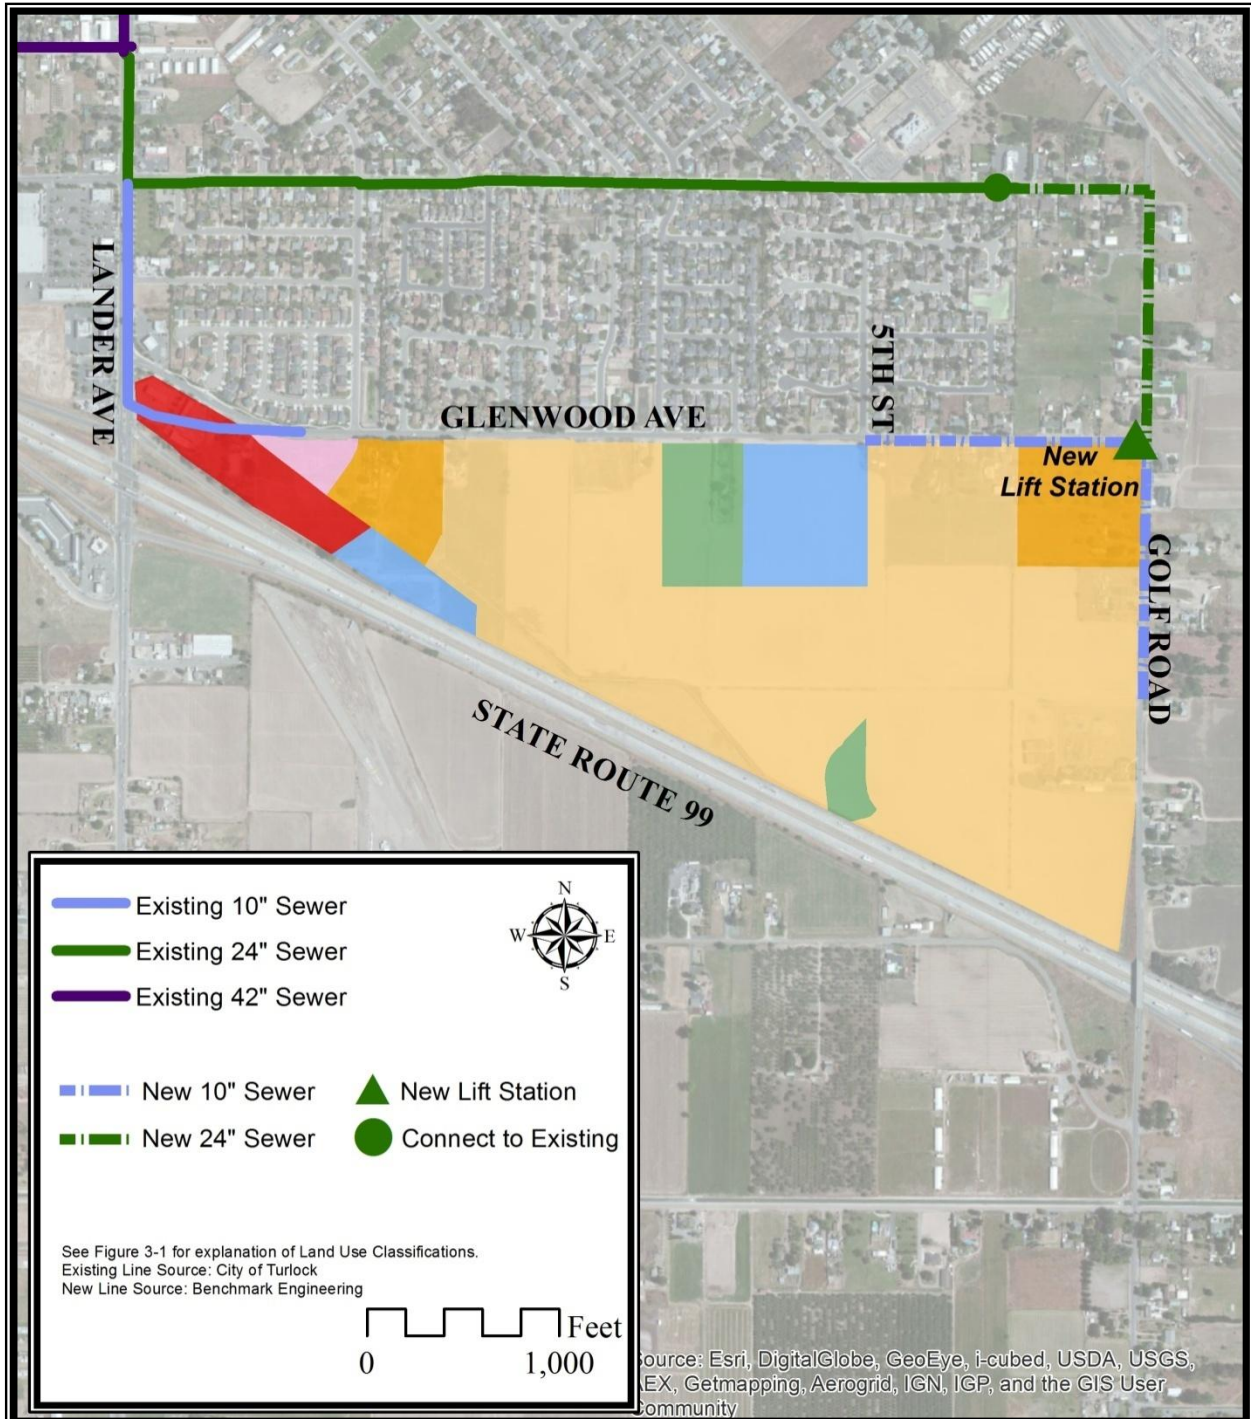 LANDER AVE
5TH ST
GLENWOOD AVE
New
Lift Station
GOLF ROAD
STATE ROUTE 99
Existing 10" Sewer
Existing 24" Sewer
Existing 42" Sewer
N
W
E
S
New 10" Sewer
New Lift Station
New 24" Sewer
Connect to Existing
See Figure 3-1 for explanation of Land Use Classifications.
Existing Line Source: City of Turlock
New Line Source: Benchmark Engineering
Feet
0
1,000
Source: Esri, DigitalGlobe, GeoEye, i-cubed, USDA, USGS,
AEX, Getmapping, Aerogrid, IGN, IGP, and the GIS User
Community